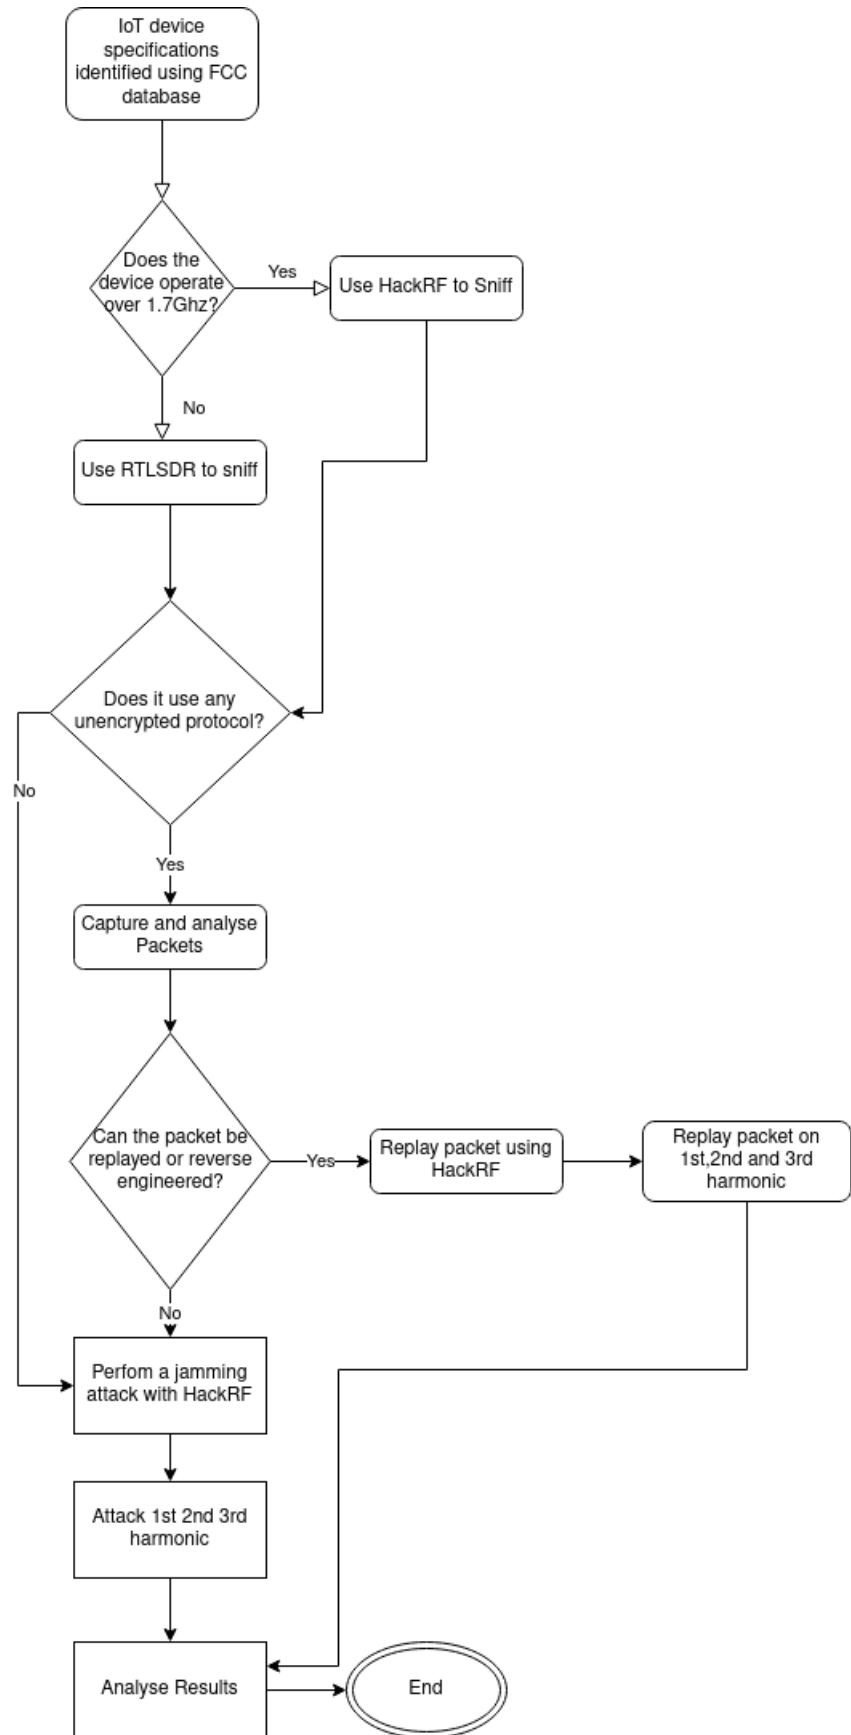 IoT device
specifications
identified using FCC
database
Does the
device operate
over 1.7Ghz?
Yes
Use HackRF to Sniff
No
Use RTLSDR to sniff
Does it use any
unencrypted protocol?
No
Yes
Capture and analyse
Packets
Can the packet be
replayed or reverse
engineered?
Yes
Replay packet using
HackRF
Replay packet on
1st,2nd and 3rd
harmonic
No
Perfom a jamming
attack with HackRF
Attack 1st 2nd 3rd
harmonic
Analyse Results
End